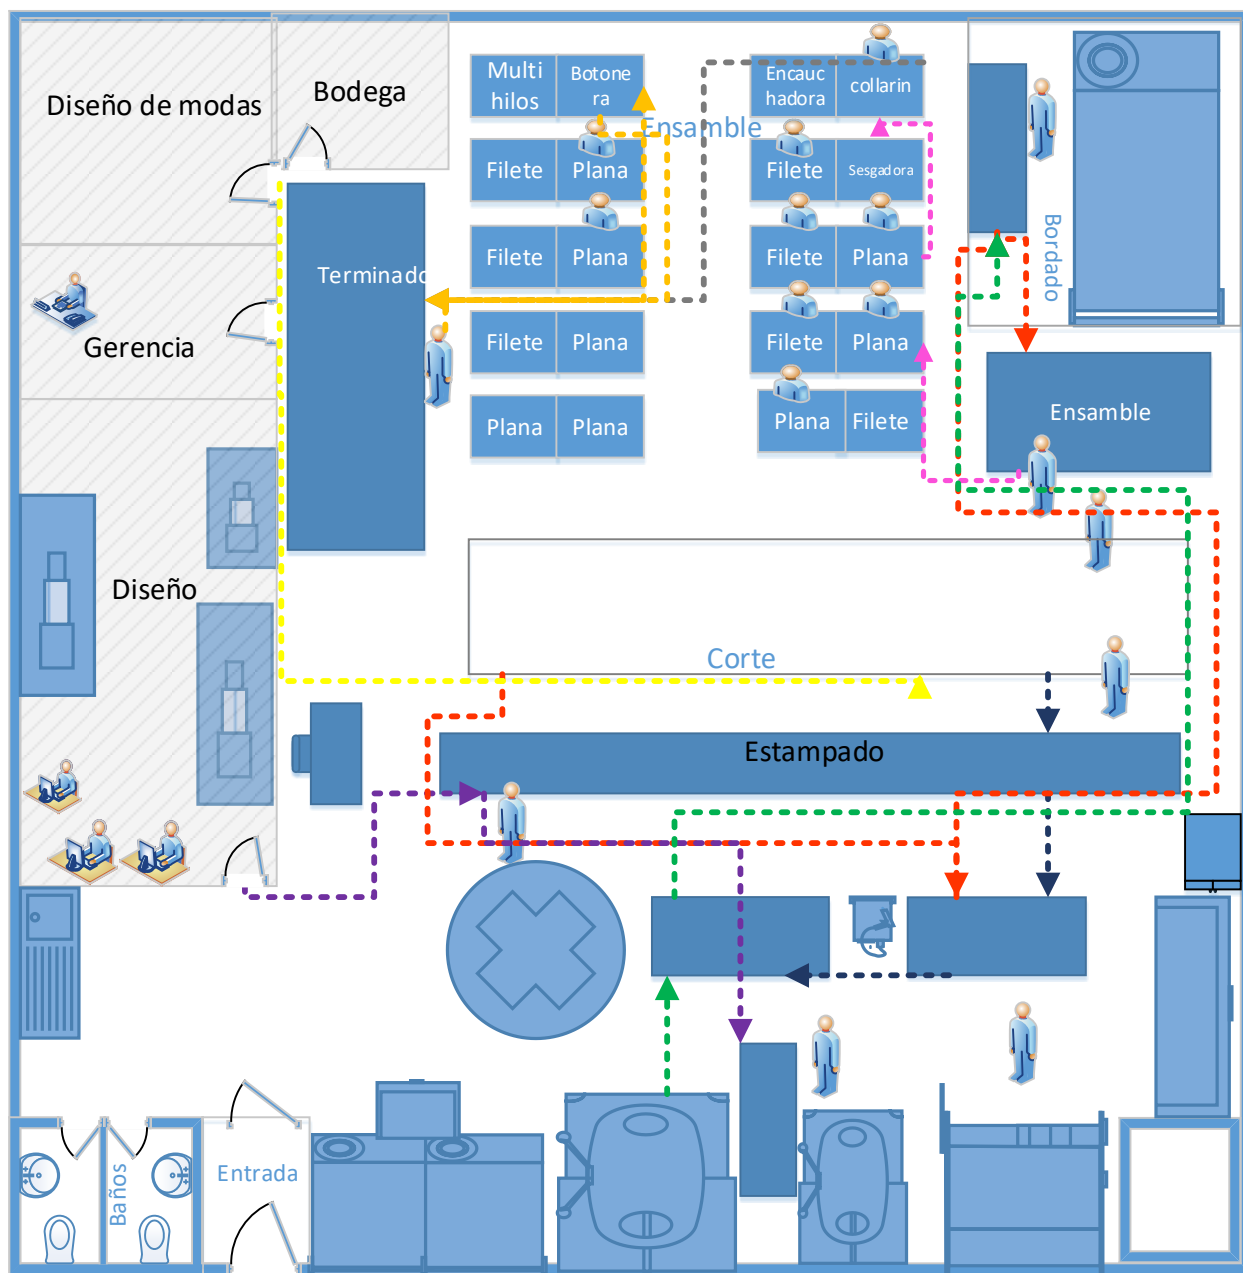 Diseño de modas
Bodega
Multi
hilos
Botone
ra
Ensamble
Encauc
hadora
collarin
Filete
Plana
Filete
Sesgadora
Filete
Plana
Filete
Plana
Bordado
Terminado
Gerencia
Filete
Plana
Filete
Plana
Plana
Plana
Plana
Filete
Ensamble
Diseño
Corte
Estampado
Baños
Entrada